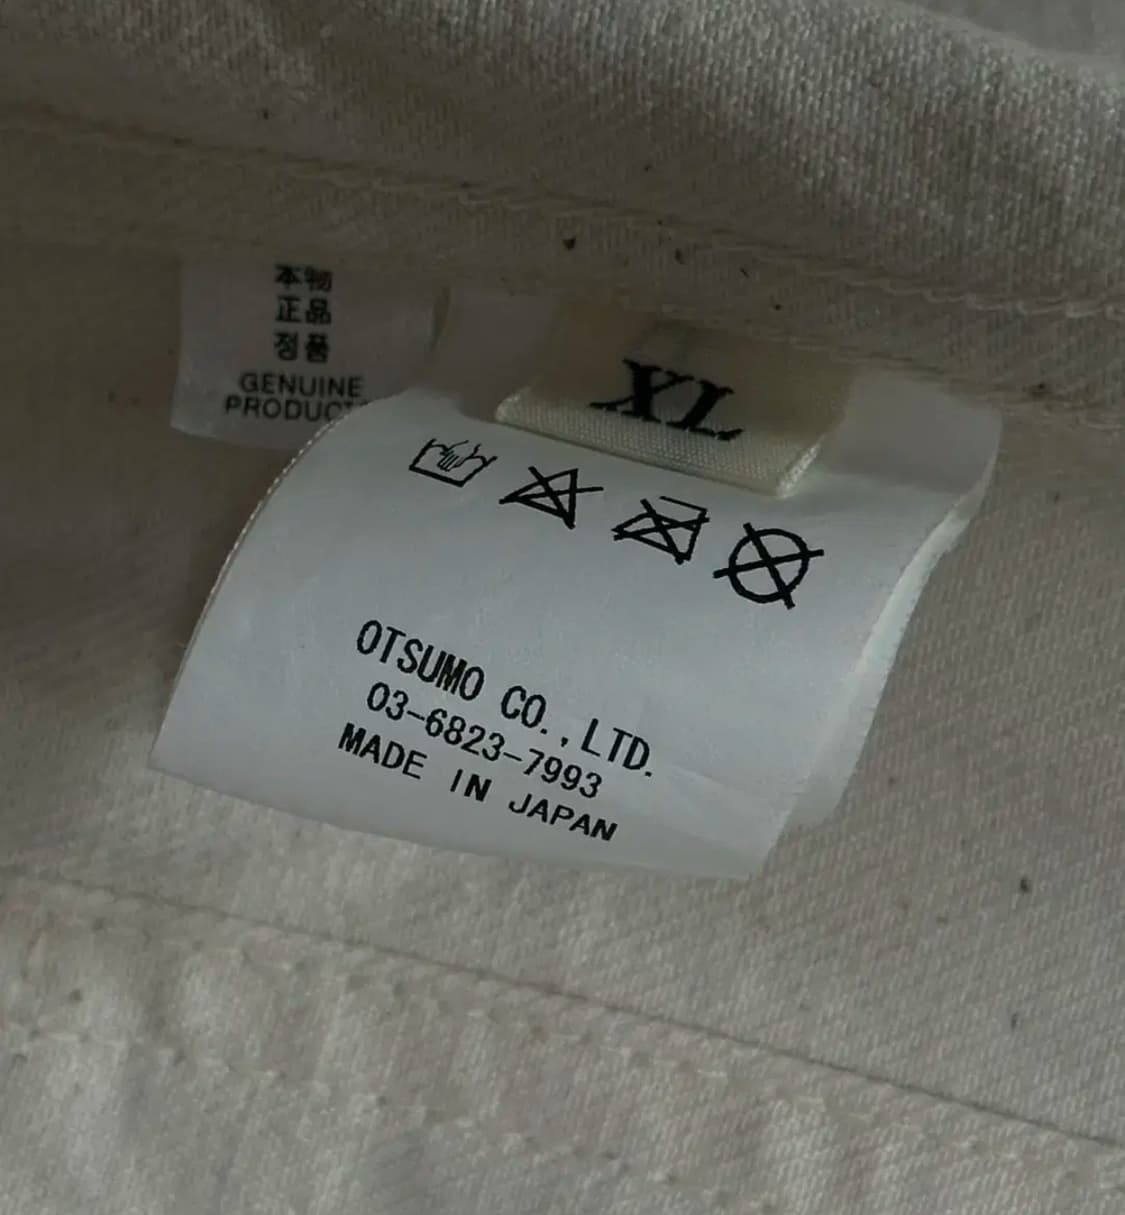 本物
正品
정품
GENUINE
PRODUCT
XL
OTSUMO CO.,LTD.
03-6823-7993
MADE IN JAPAN